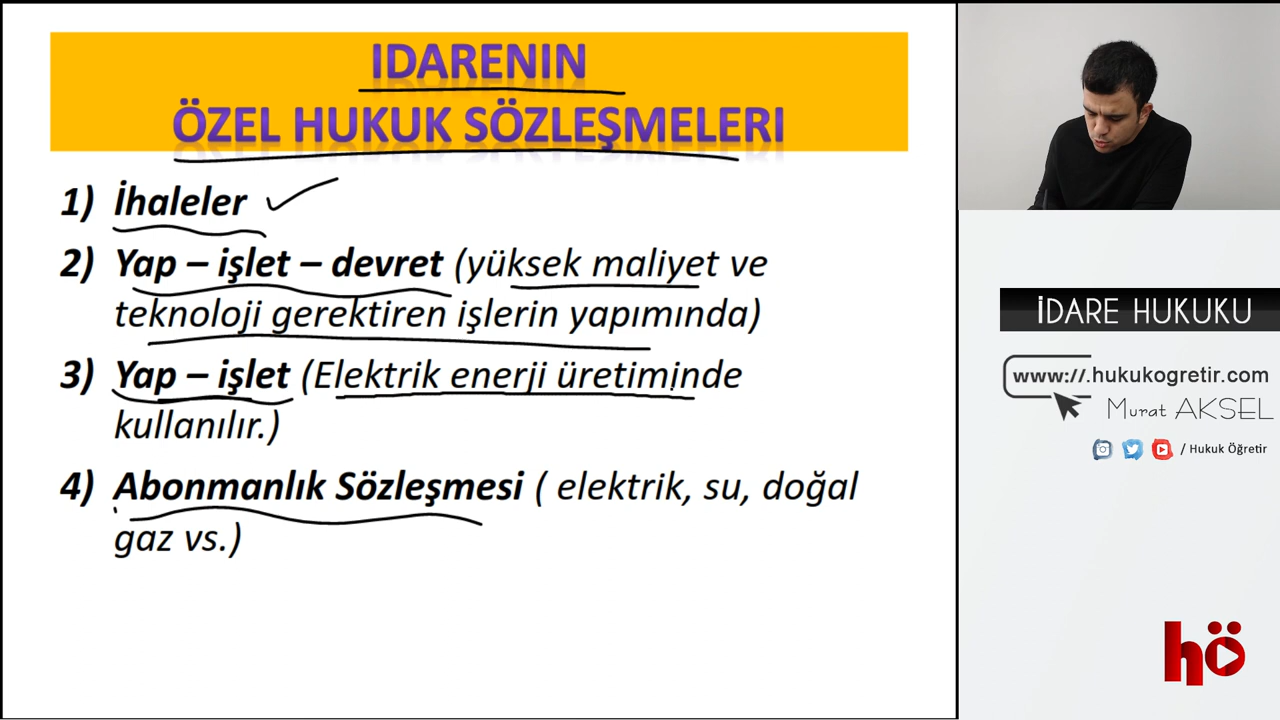 IDARENIN
ÖZEL HUKUK SÖZLEŞMELERI
1) İhaleler
2) Yap – işlet – devret (yüksek maliyet ve
teknoloji gerektiren işlerin yapımında)
3) Yap – işlet (Elektrik enerji üretiminde
kullanılır.)
4) Abonmanlık Sözleşmesi ( elektrik, su, doğal
gaz vs.)
İDARE HUKUKU
www://.hukukogretir.com
Murat AKSEL
/ Hukuk Öğretir
hö